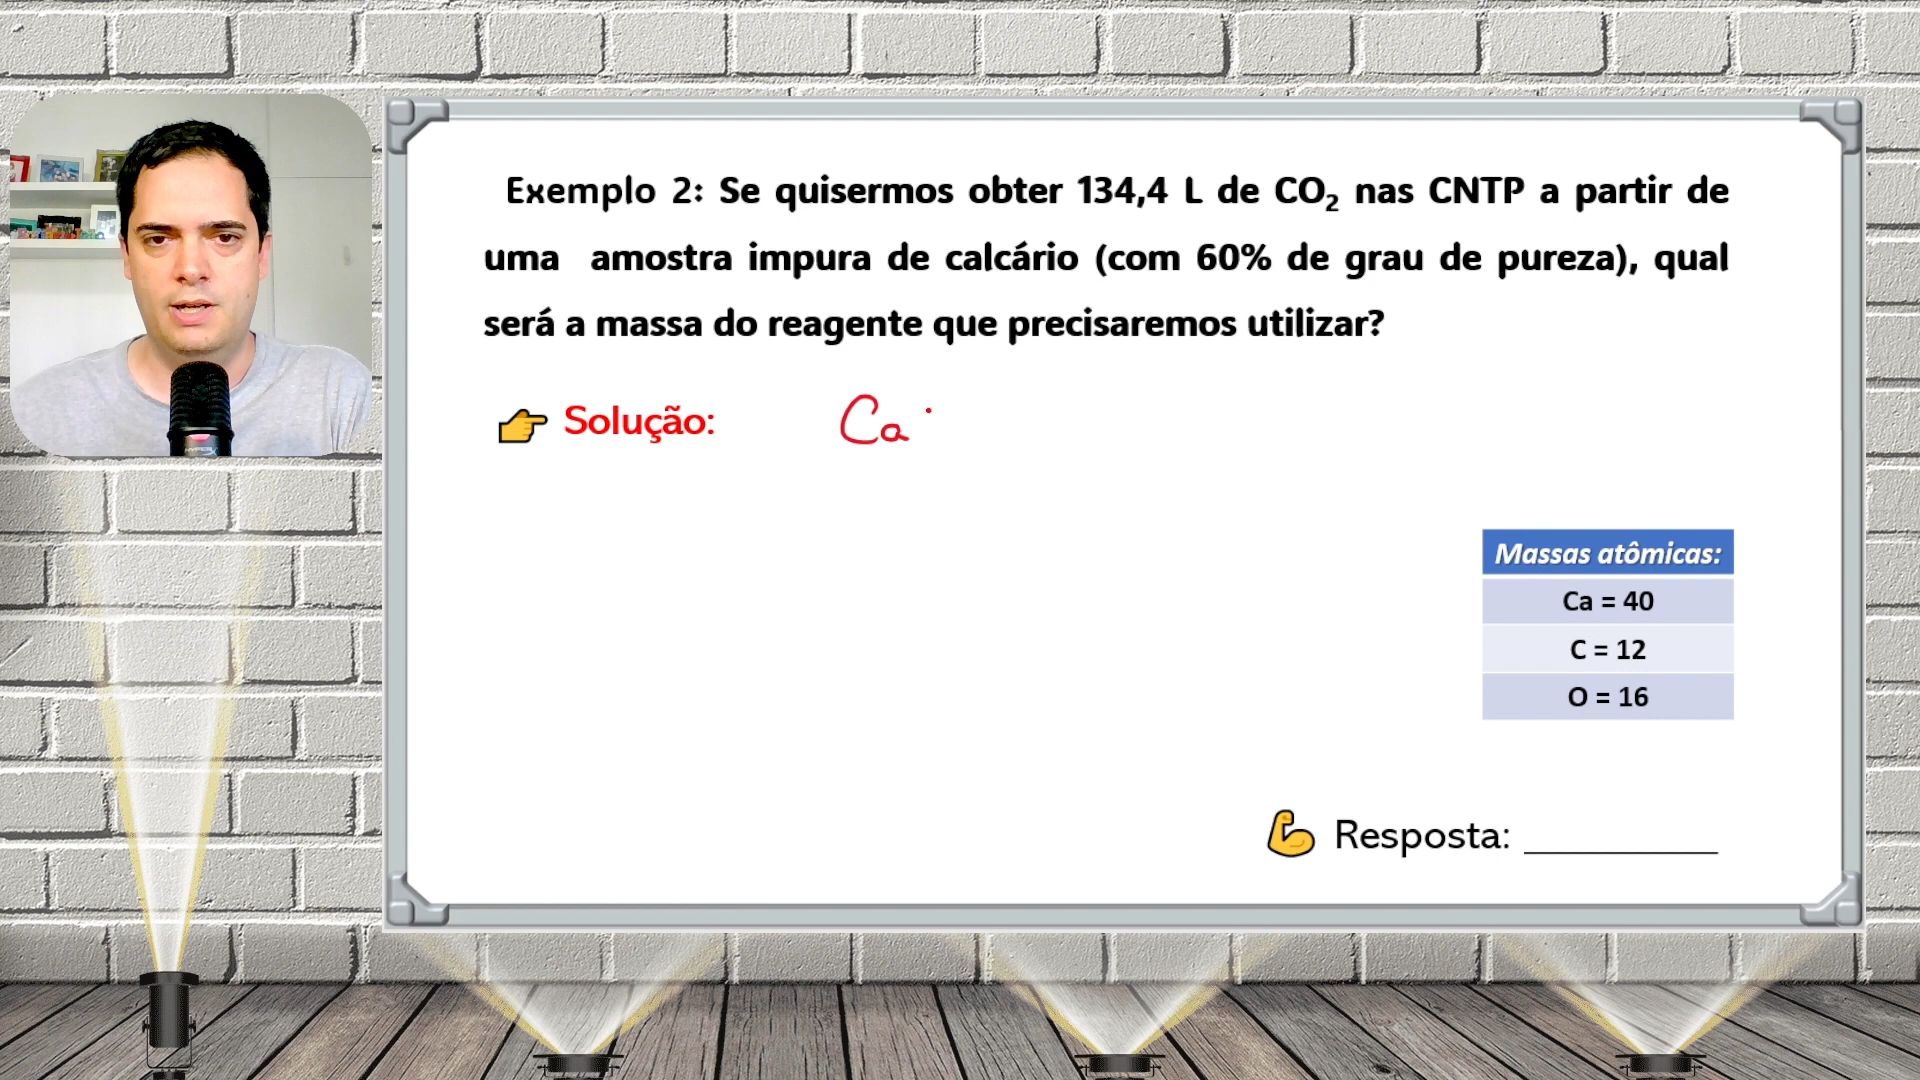 Exemplo 2: Se quisermos obter 134,4 L de CO₂ nas CNTP a partir de
uma amostra impura de calcário (com 60% de grau de pureza), qual
será a massa do reagente que precisaremos utilizar?
Solução: Ca
Massas atômicas:
Ca = 40
C = 12
O = 16
Resposta: __________
HYPERX